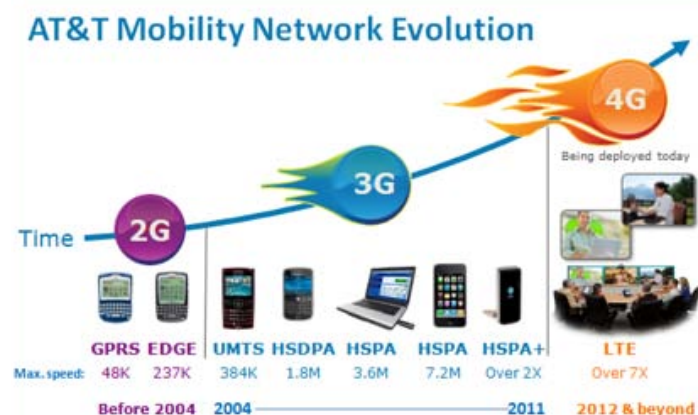 AT&T Mobility Network Evolution
4G
Being deployed today
3G
2G
Time
GPRS EDGE UMTS HSDPA HSPA HSPA HSPA+ LTE
Max. speed: 48K 237K 384K 1.8M 3.6M 7.2M Over 2X Over 7X
Before 2004 2004 2011 2012 & beyond